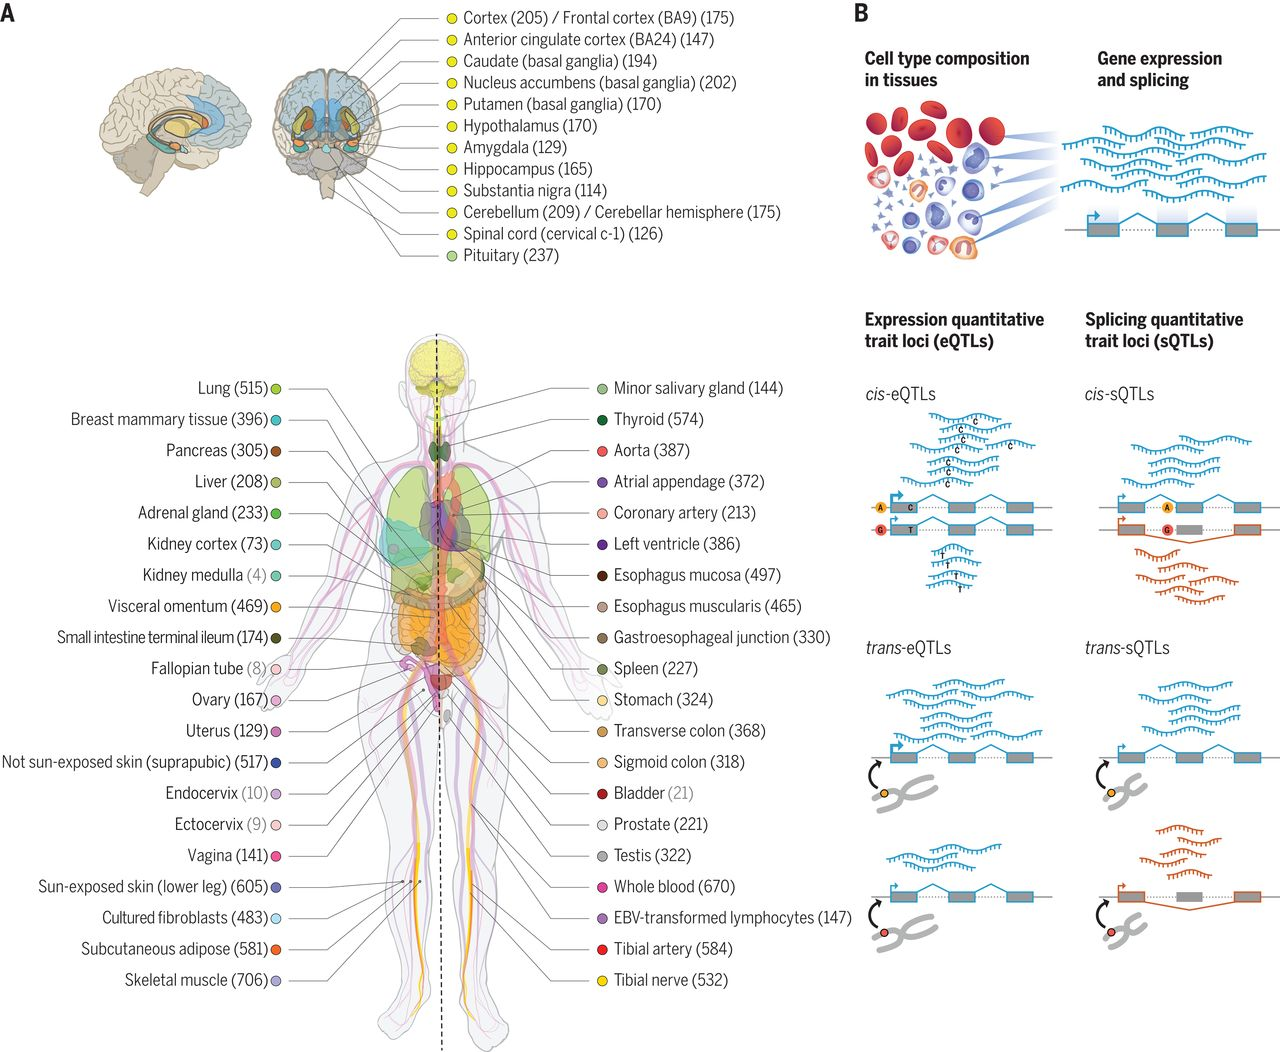 A
Cortex (205) / Frontal cortex (BA9) (175)
Anterior cingulate cortex (BA24) (147)
Caudate (basal ganglia) (194)
Nucleus accumbens (basal ganglia) (202)
Putamen (basal ganglia) (170)
Hypothalamus (170)
Amygdala (129)
Hippocampus (165)
Substantia nigra (114)
Cerebellum (209) / Cerebellar hemisphere (175)
Spinal cord (cervical c-1) (126)
Pituitary (237)
Lung (515)
Breast mammary tissue (396)
Pancreas (305)
Liver (208)
Adrenal gland (233)
Kidney cortex (73)
Kidney medulla (4)
Visceral omentum (469)
Small intestine terminal ileum (174)
Fallopian tube (8)
Ovary (167)
Uterus (129)
Not sun-exposed skin (suprapubic) (517)
Endocervix (10)
Ectocervix (9)
Vagina (141)
Sun-exposed skin (lower leg) (605)
Cultured fibroblasts (483)
Subcutaneous adipose (581)
Skeletal muscle (706)
Minor salivary gland (144)
Thyroid (574)
Aorta (387)
Atrial appendage (372)
Coronary artery (213)
Left ventricle (386)
Esophagus mucosa (497)
Esophagus muscularis (465)
Gastroesophageal junction (330)
Spleen (227)
Stomach (324)
Transverse colon (368)
Sigmoid colon (318)
Bladder (21)
Prostate (221)
Testis (322)
Whole blood (670)
EBV-transformed lymphocytes (147)
Tibial artery (584)
Tibial nerve (532)
B
Cell type composition
in tissues
Gene expression
and splicing
Expression quantitative
trait loci (eQTLs)
Splicing quantitative
trait loci (sQTLs)
cis-eQTLs
C
C
C
C
C
C
C
C
A
C
G
T
T
T
T
T
cis-sQTLs
A
G
trans-eQTLs
trans-sQTLs